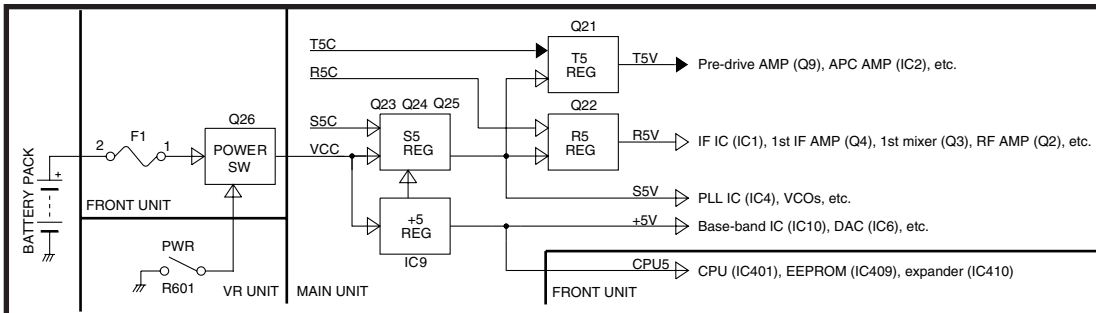 BATTERY PACK
+
2
F1
1
FRONT UNIT
Q26
POWER
SW
PWR
R601
VR UNIT
MAIN UNIT
T5C
R5C
S5C
VCC
Q23 Q24 Q25
S5
REG
+5
REG
IC9
Q21
T5
REG
T5V
Pre-drive AMP (Q9), APC AMP (IC2), etc.
Q22
R5
REG
R5V
IF IC (IC1), 1st IF AMP (Q4), 1st mixer (Q3), RF AMP (Q2), etc.
S5V
PLL IC (IC4), VCOs, etc.
+5V
Base-band IC (IC10), DAC (IC6), etc.
CPU5
CPU (IC401), EEPROM (IC409), expander (IC410)
FRONT UNIT